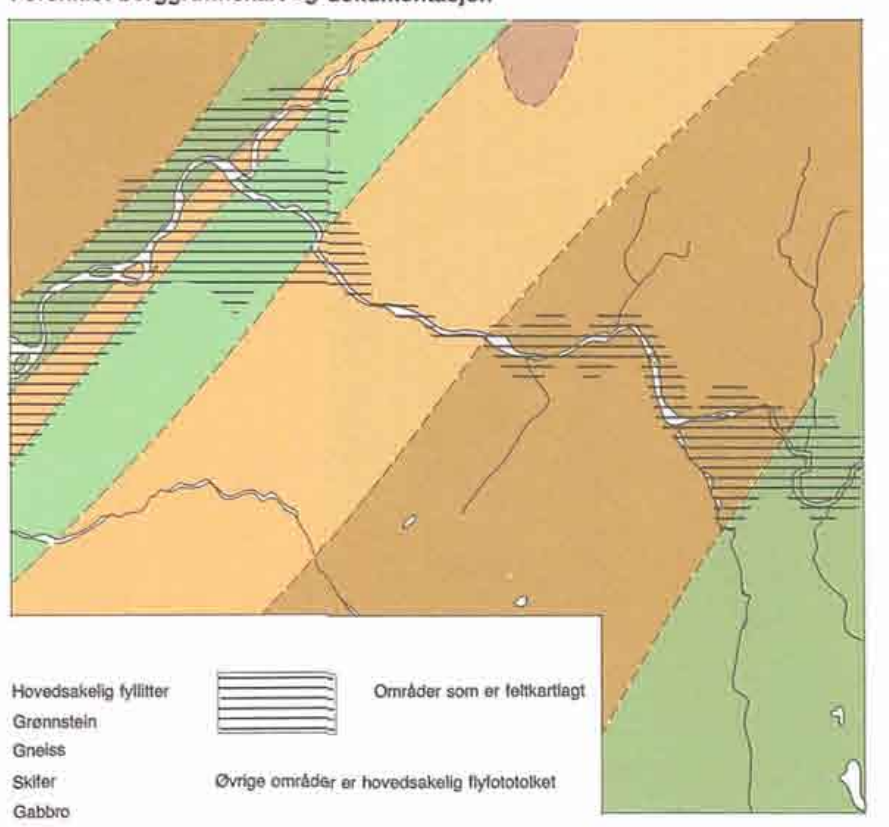 Hovedsakelig fyllitter
Grønnstein
Gneiss
Skifer
Gabbro
Områder som er feltkartlagt
Øvrige områder er hovedsakelig flyfototolket